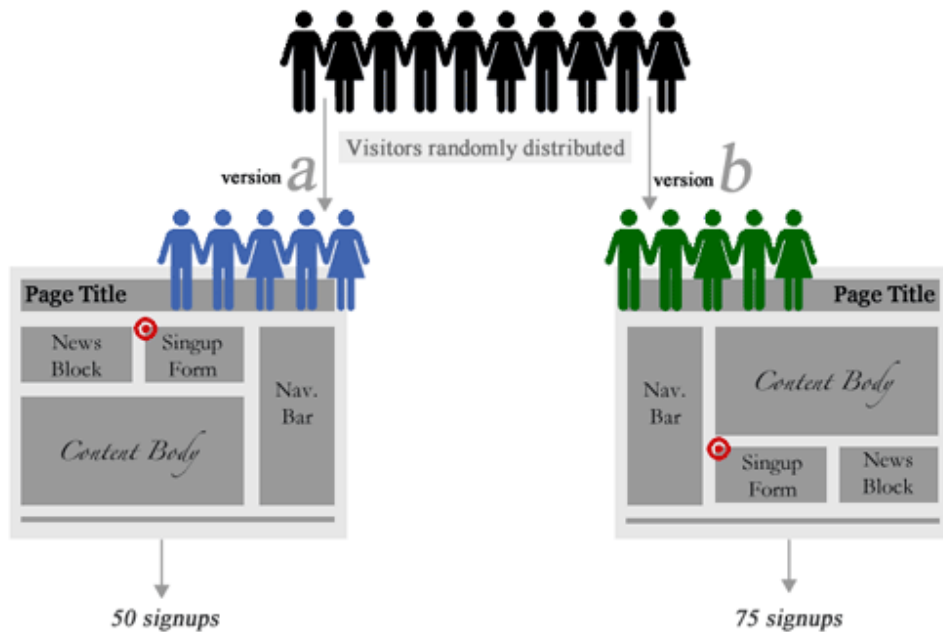 Visitors randomly distributed
version a
version b
Page Title
News
Block
Singup
Form
Nav.
Bar
Content Body
50 signups
Page Title
Nav.
Bar
Content Body
Singup
Form
News
Block
75 signups